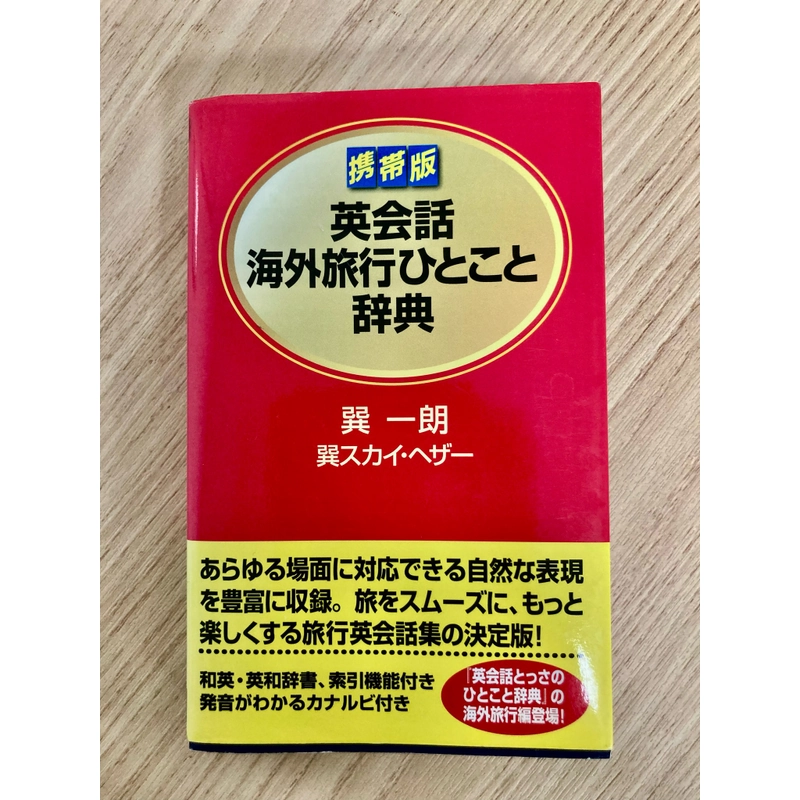 携帯版
英会話
海外旅行ひとこと
辞典
巽 一朗
巽スカイ・ヘザー
あらゆる場面に対応できる自然な表現
を豊富に収録。旅をスムーズに、もっと
楽しくする旅行英会話集の決定版!
和英・英和辞書、索引機能付き
発音がわかるカナルビ付き
『英会話とっさの
ひとこと辞典』の
海外旅行編登場!